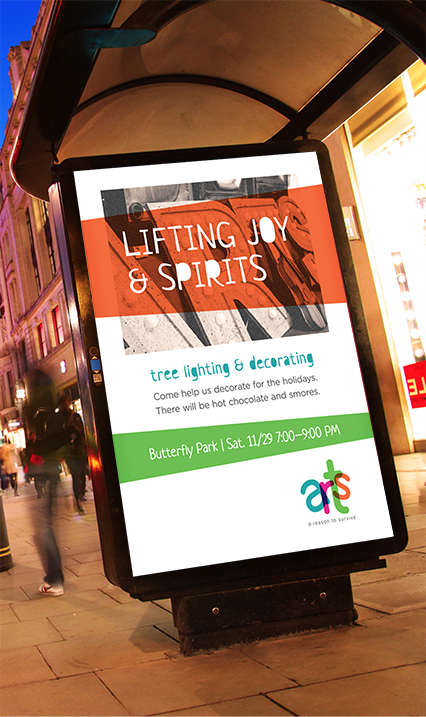 LIFTING JOY
& SPIRITS
tree lighting & decorating
Come help us decorate for the holidays.
There will be hot chocolate and smores.
Butterfly Park | Sat. 11/29 7:00–9:00 PM
arts
a reason to survive